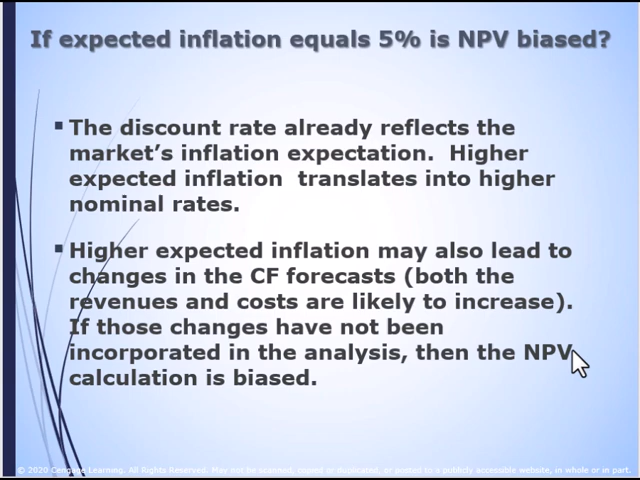 If expected inflation equals 5% is NPV biased?
▪ The discount rate already reflects the
market’s inflation expectation. Higher
expected inflation translates into higher
nominal rates.
▪ Higher expected inflation may also lead to
changes in the CF forecasts (both the
revenues and costs are likely to increase).
If those changes have not been
incorporated in the analysis, then the NPV
calculation is biased.
© 2020 Cengage Learning. All Rights Reserved. May not be scanned, copied or duplicated, or posted to a publicly accessible website, in whole or in part.